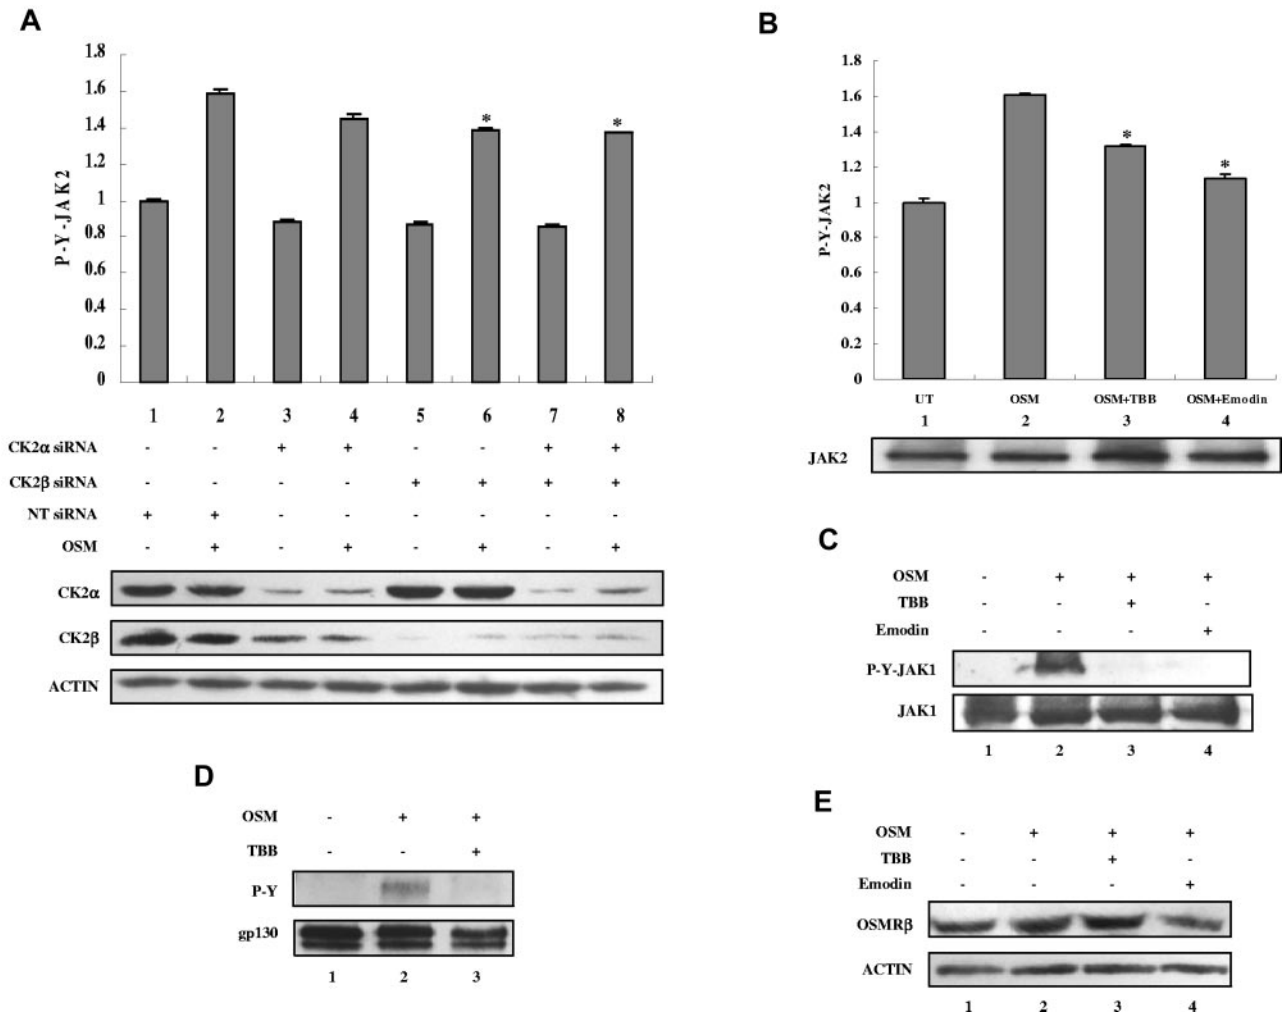 A
1.8
1.6
1.4
1.2
1
0.8
0.6
0.4
0.2
0
P-Y-JAK2
* *
1 2 3 4 5 6 7 8
CK2α siRNA - - + + - - + +
CK2β siRNA - - - - + + + +
NT siRNA + + - - - - - -
OSM - + - + - + - +
CK2α
CK2β
ACTIN
B
1.8
1.6
1.4
1.2
1
0.8
0.6
0.4
0.2
0
P-Y-JAK2
*
*
UT OSM OSM+TBB OSM+Emodin
1 2 3 4
JAK2
C
OSM - + + +
TBB - - + -
Emodin - - - +
P-Y-JAK1
JAK1
1 2 3 4
D
OSM - + +
TBB - - +
P-Y
gp130
1 2 3
E
OSM - + + +
TBB - - + -
Emodin - - - +
OSMRβ
ACTIN
1 2 3 4